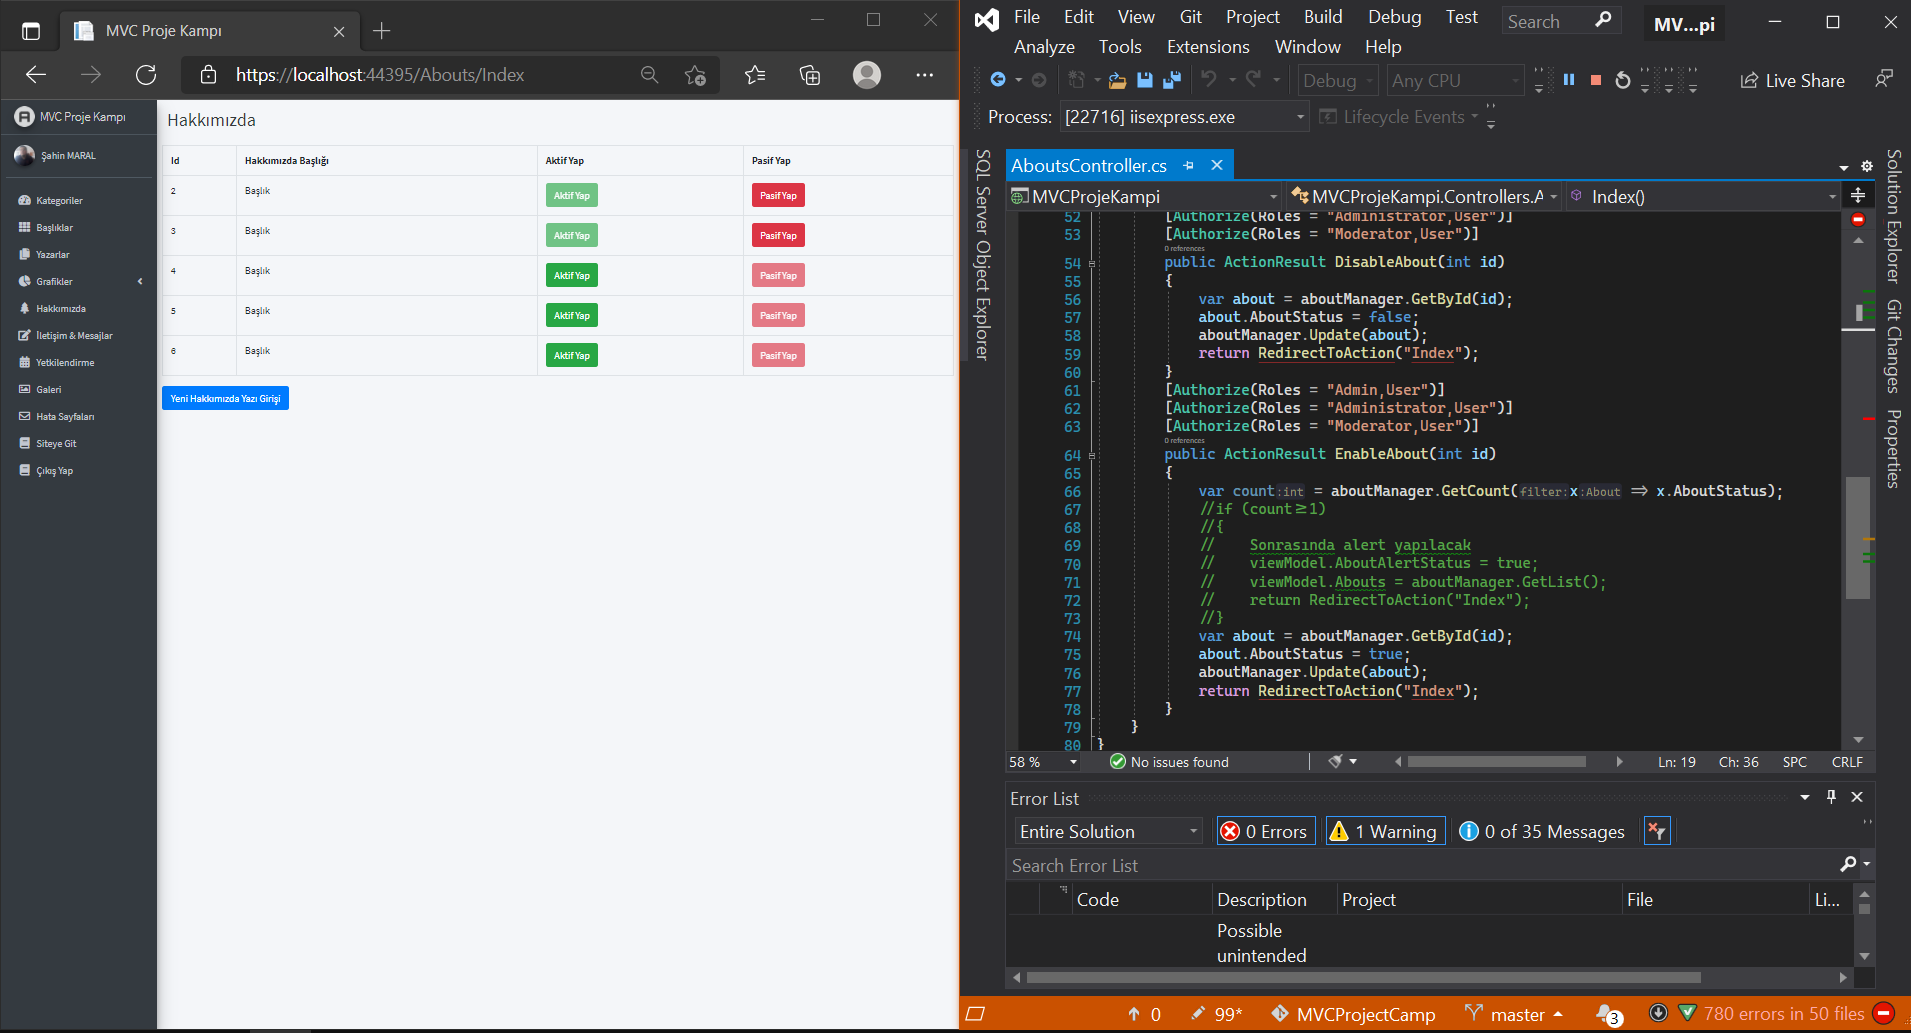 MVC Proje Kampı
https://localhost:44395/Abouts/Index
MVC Proje Kampı
Şahin MARAL
Kategoriler
Başlıklar
Yazarlar
Grafikler
Hakkımızda
İletişim & Mesajlar
Yetkilendirme
Galeri
Hata Sayfaları
Siteye Git
Çıkış Yap
Hakkımızda
Id Hakkımızda Başlığı Aktif Yap Pasif Yap
2 Başlık Aktif Yap Pasif Yap
3 Başlık Aktif Yap Pasif Yap
4 Başlık Aktif Yap Pasif Yap
5 Başlık Aktif Yap Pasif Yap
6 Başlık Aktif Yap Pasif Yap
Yeni Hakkımızda Yazı Girişi
File Edit View Git Project Build Debug Test Search MV...pi
Analyze Tools Extensions Window Help
Debug Any CPU Live Share
Process: [22716] iisexpress.exe Lifecycle Events
SQL Server Object Explorer
AboutsController.cs
MVCProjeKampi MVCProjeKampi.Controllers.A Index()
52 [Authorize(Roles = "Administrator,User")]
53 [Authorize(Roles = "Moderator,User")]
0 references
54 public ActionResult DisableAbout(int id)
55 {
56 var about = aboutManager.GetById(id);
57 about.AboutStatus = false;
58 aboutManager.Update(about);
59 return RedirectToAction("Index");
60 }
61 [Authorize(Roles = "Admin,User")]
62 [Authorize(Roles = "Administrator,User")]
63 [Authorize(Roles = "Moderator,User")]
0 references
64 public ActionResult EnableAbout(int id)
65 {
66 var count:int = aboutManager.GetCount(filter:x:About => x.AboutStatus);
67 //if (count≥1)
68 //{
69 // Sonrasında alert yapılacak
70 // viewModel.AboutAlertStatus = true;
71 // viewModel.Abouts = aboutManager.GetList();
72 // return RedirectToAction("Index");
73 //}
74 var about = aboutManager.GetById(id);
75 about.AboutStatus = true;
76 aboutManager.Update(about);
77 return RedirectToAction("Index");
78 }
79 }
80 }
58 % No issues found Ln: 19 Ch: 36 SPC CRLF
Solution Explorer
Git Changes
Properties
Error List
Entire Solution 0 Errors 1 Warning 0 of 35 Messages
Search Error List
Code Description Project File Li...
Possible
unintended
0 99* MVCProjectCamp master 3 780 errors in 50 files